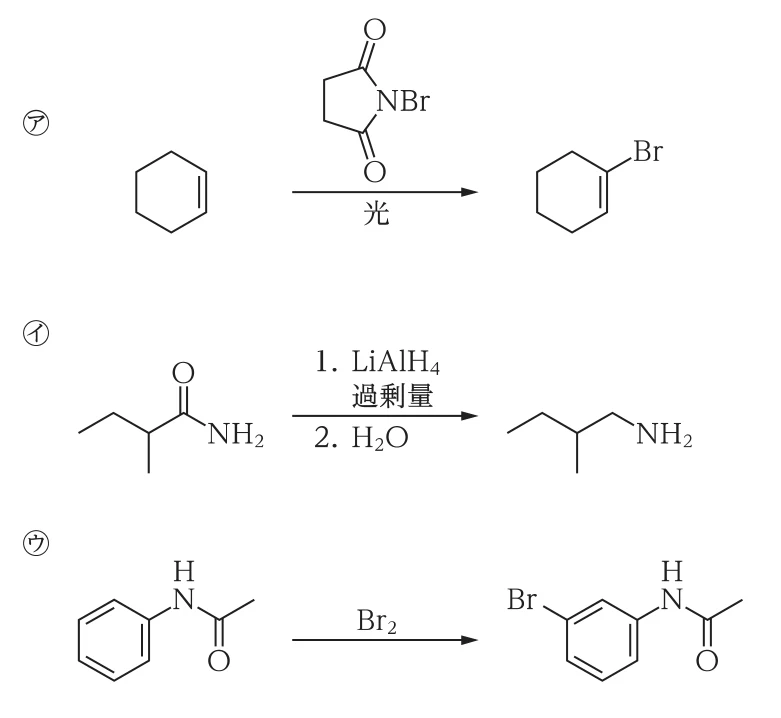 ㋐
O
NBr
O
光
Br
㋑
O
NH₂
1. LiAlH₄
過剰量
2. H₂O
NH₂
㋒
H
N
O
Br₂
Br
H
N
O